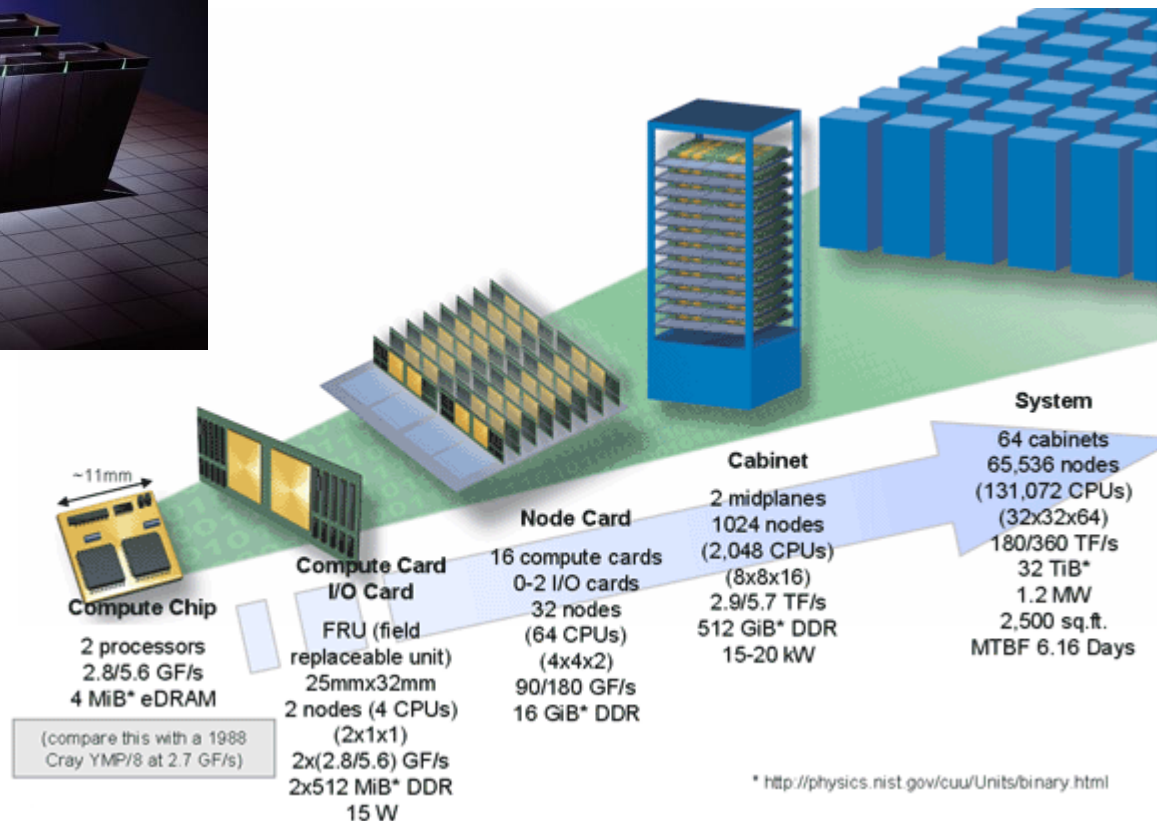 ~11mm
Compute Chip
2 processors
2.8/5.6 GF/s
4 MiB* eDRAM
(compare this with a 1988
Cray YMP/8 at 2.7 GF/s)
Compute Card
I/O Card
FRU (field
replaceable unit)
25mmx32mm
2 nodes (4 CPUs)
(2x1x1)
2x(2.8/5.6) GF/s
2x512 MiB* DDR
15 W
Node Card
16 compute cards
0-2 I/O cards
32 nodes
(64 CPUs)
(4x4x2)
90/180 GF/s
16 GiB* DDR
Cabinet
2 midplanes
1024 nodes
(2,048 CPUs)
(8x8x16)
2.9/5.7 TF/s
512 GiB* DDR
15-20 kW
System
64 cabinets
65,536 nodes
(131,072 CPUs)
(32x32x64)
180/360 TF/s
32 TiB*
1.2 MW
2,500 sq.ft.
MTBF 6.16 Days
* http://physics.nist.gov/cuu/Units/binary.html